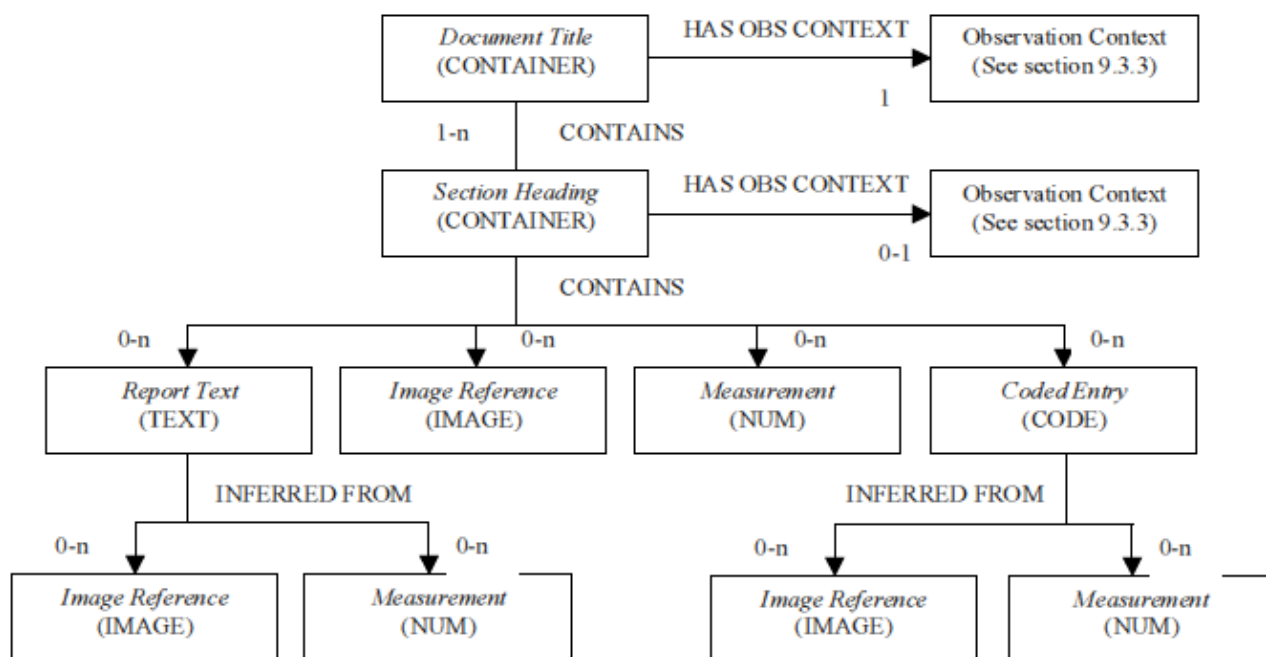 Document Title
(CONTAINER)
HAS OBS CONTEXT
1
Observation Context
(See section 9.3.3)
1-n
CONTAINS
Section Heading
(CONTAINER)
HAS OBS CONTEXT
0-1
Observation Context
(See section 9.3.3)
CONTAINS
0-n
0-n
0-n
0-n
Report Text
(TEXT)
Image Reference
(IMAGE)
Measurement
(NUM)
Coded Entry
(CODE)
INFERRED FROM
INFERRED FROM
0-n
0-n
0-n
0-n
Image Reference
(IMAGE)
Measurement
(NUM)
Image Reference
(IMAGE)
Measurement
(NUM)